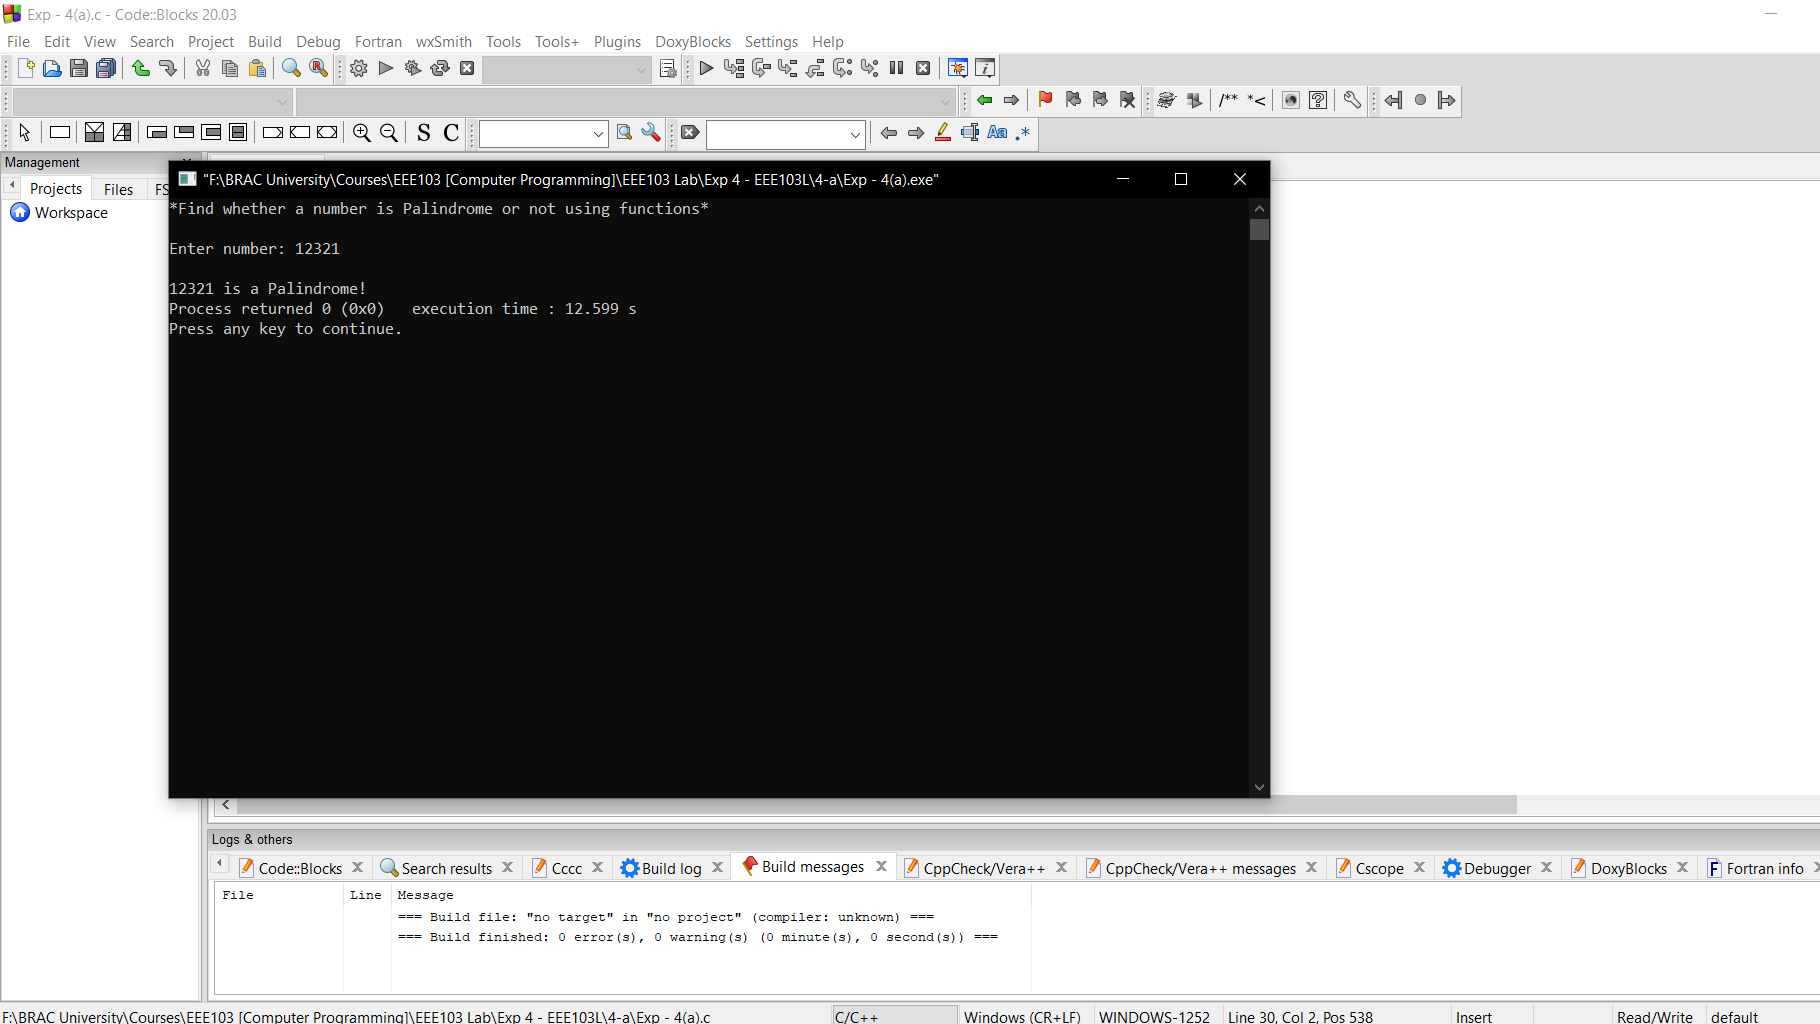 Exp - 4(a).c - Code::Blocks 20.03
File Edit View Search Project Build Debug Fortran wxSmith Tools Tools+ Plugins DoxyBlocks Settings Help
/** *<
S C Aa .*
Management
Projects Files FS
Workspace
"F:\BRAC University\Courses\EEE103 [Computer Programming]\EEE103 Lab\Exp 4 - EEE103L\4-a\Exp - 4(a).exe"
*Find whether a number is Palindrome or not using functions*
Enter number: 12321
12321 is a Palindrome!
Process returned 0 (0x0)   execution time : 12.599 s
Press any key to continue.
Logs & others
Code::Blocks Search results Cccc Build log Build messages CppCheck/Vera++ CppCheck/Vera++ messages Cscope Debugger DoxyBlocks Fortran info
File Line Message
=== Build file: "no target" in "no project" (compiler: unknown) ===
=== Build finished: 0 error(s), 0 warning(s) (0 minute(s), 0 second(s)) ===
F:\BRAC University\Courses\EEE103 [Computer Programming]\EEE103 Lab\Exp 4 - EEE103L\4-a\Exp - 4(a).c C/C++ Windows (CR+LF) WINDOWS-1252 Line 30, Col 2, Pos 538 Insert Read/Write default